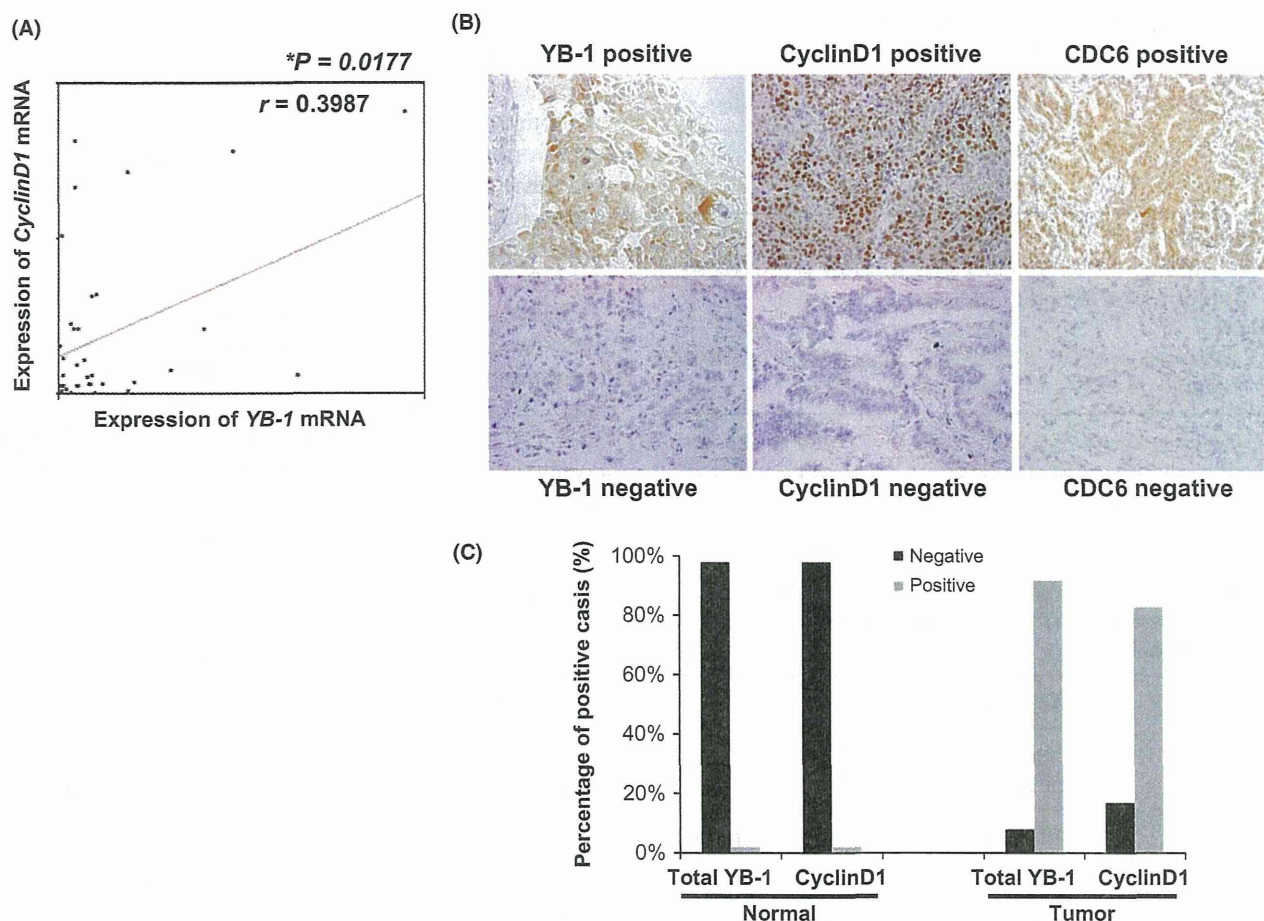 (A)
*P = 0.0177
r = 0.3987
Expression of CyclinD1 mRNA
Expression of YB-1 mRNA
(B)
YB-1 positive
CyclinD1 positive
CDC6 positive
YB-1 negative
CyclinD1 negative
CDC6 negative
(C)
Percentage of positive casis (%)
100%
80%
60%
40%
20%
0%
Negative
Positive
Total YB-1
CyclinD1
Total YB-1
CyclinD1
Normal
Tumor